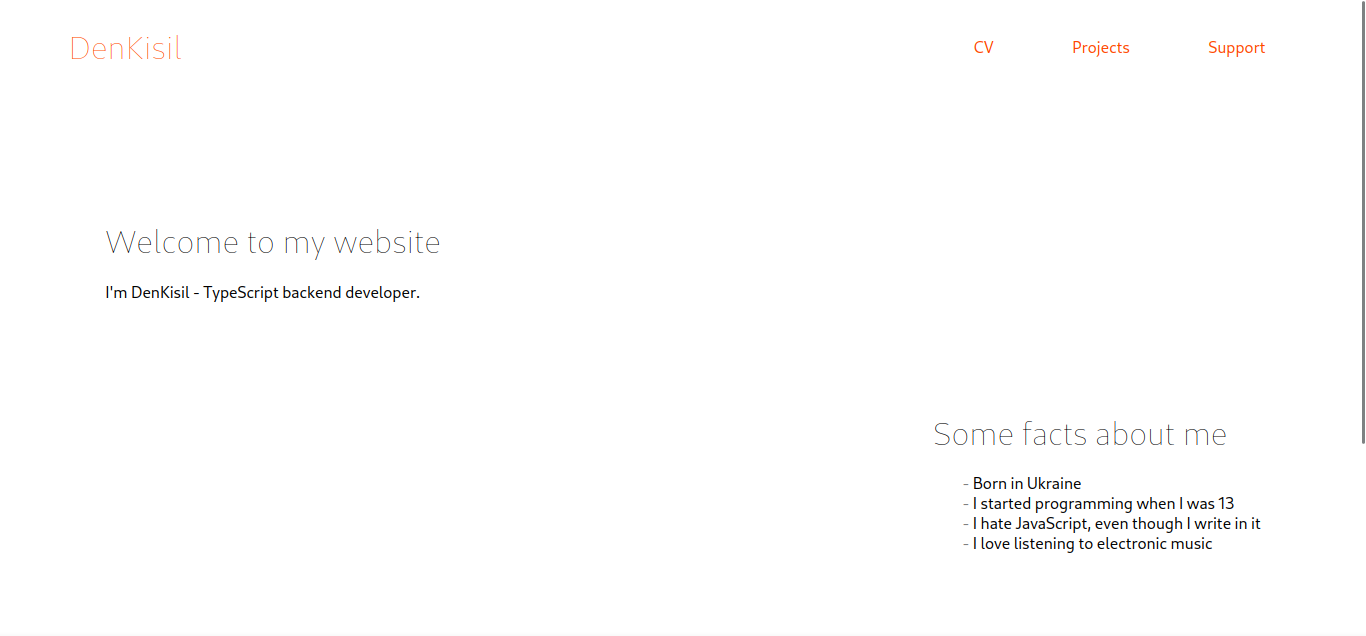 DenKisil
CV
Projects
Support
Welcome to my website
I'm DenKisil - TypeScript backend developer.
Some facts about me
- Born in Ukraine
- I started programming when I was 13
- I hate JavaScript, even though I write in it
- I love listening to electronic music